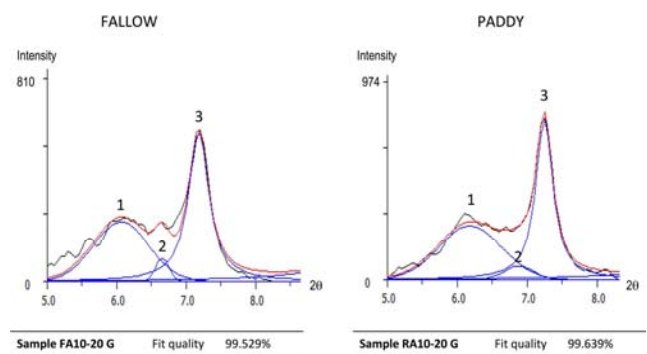 FALLOW
PADDY
Intensity
810
3
1
2
0
5.0 6.0 7.0 8.0 2θ
Sample FA10-20 G Fit quality 99.529%
Intensity
974
3
1
2
0
5.0 6.0 7.0 8.0 2θ
Sample RA10-20 G Fit quality 99.639%